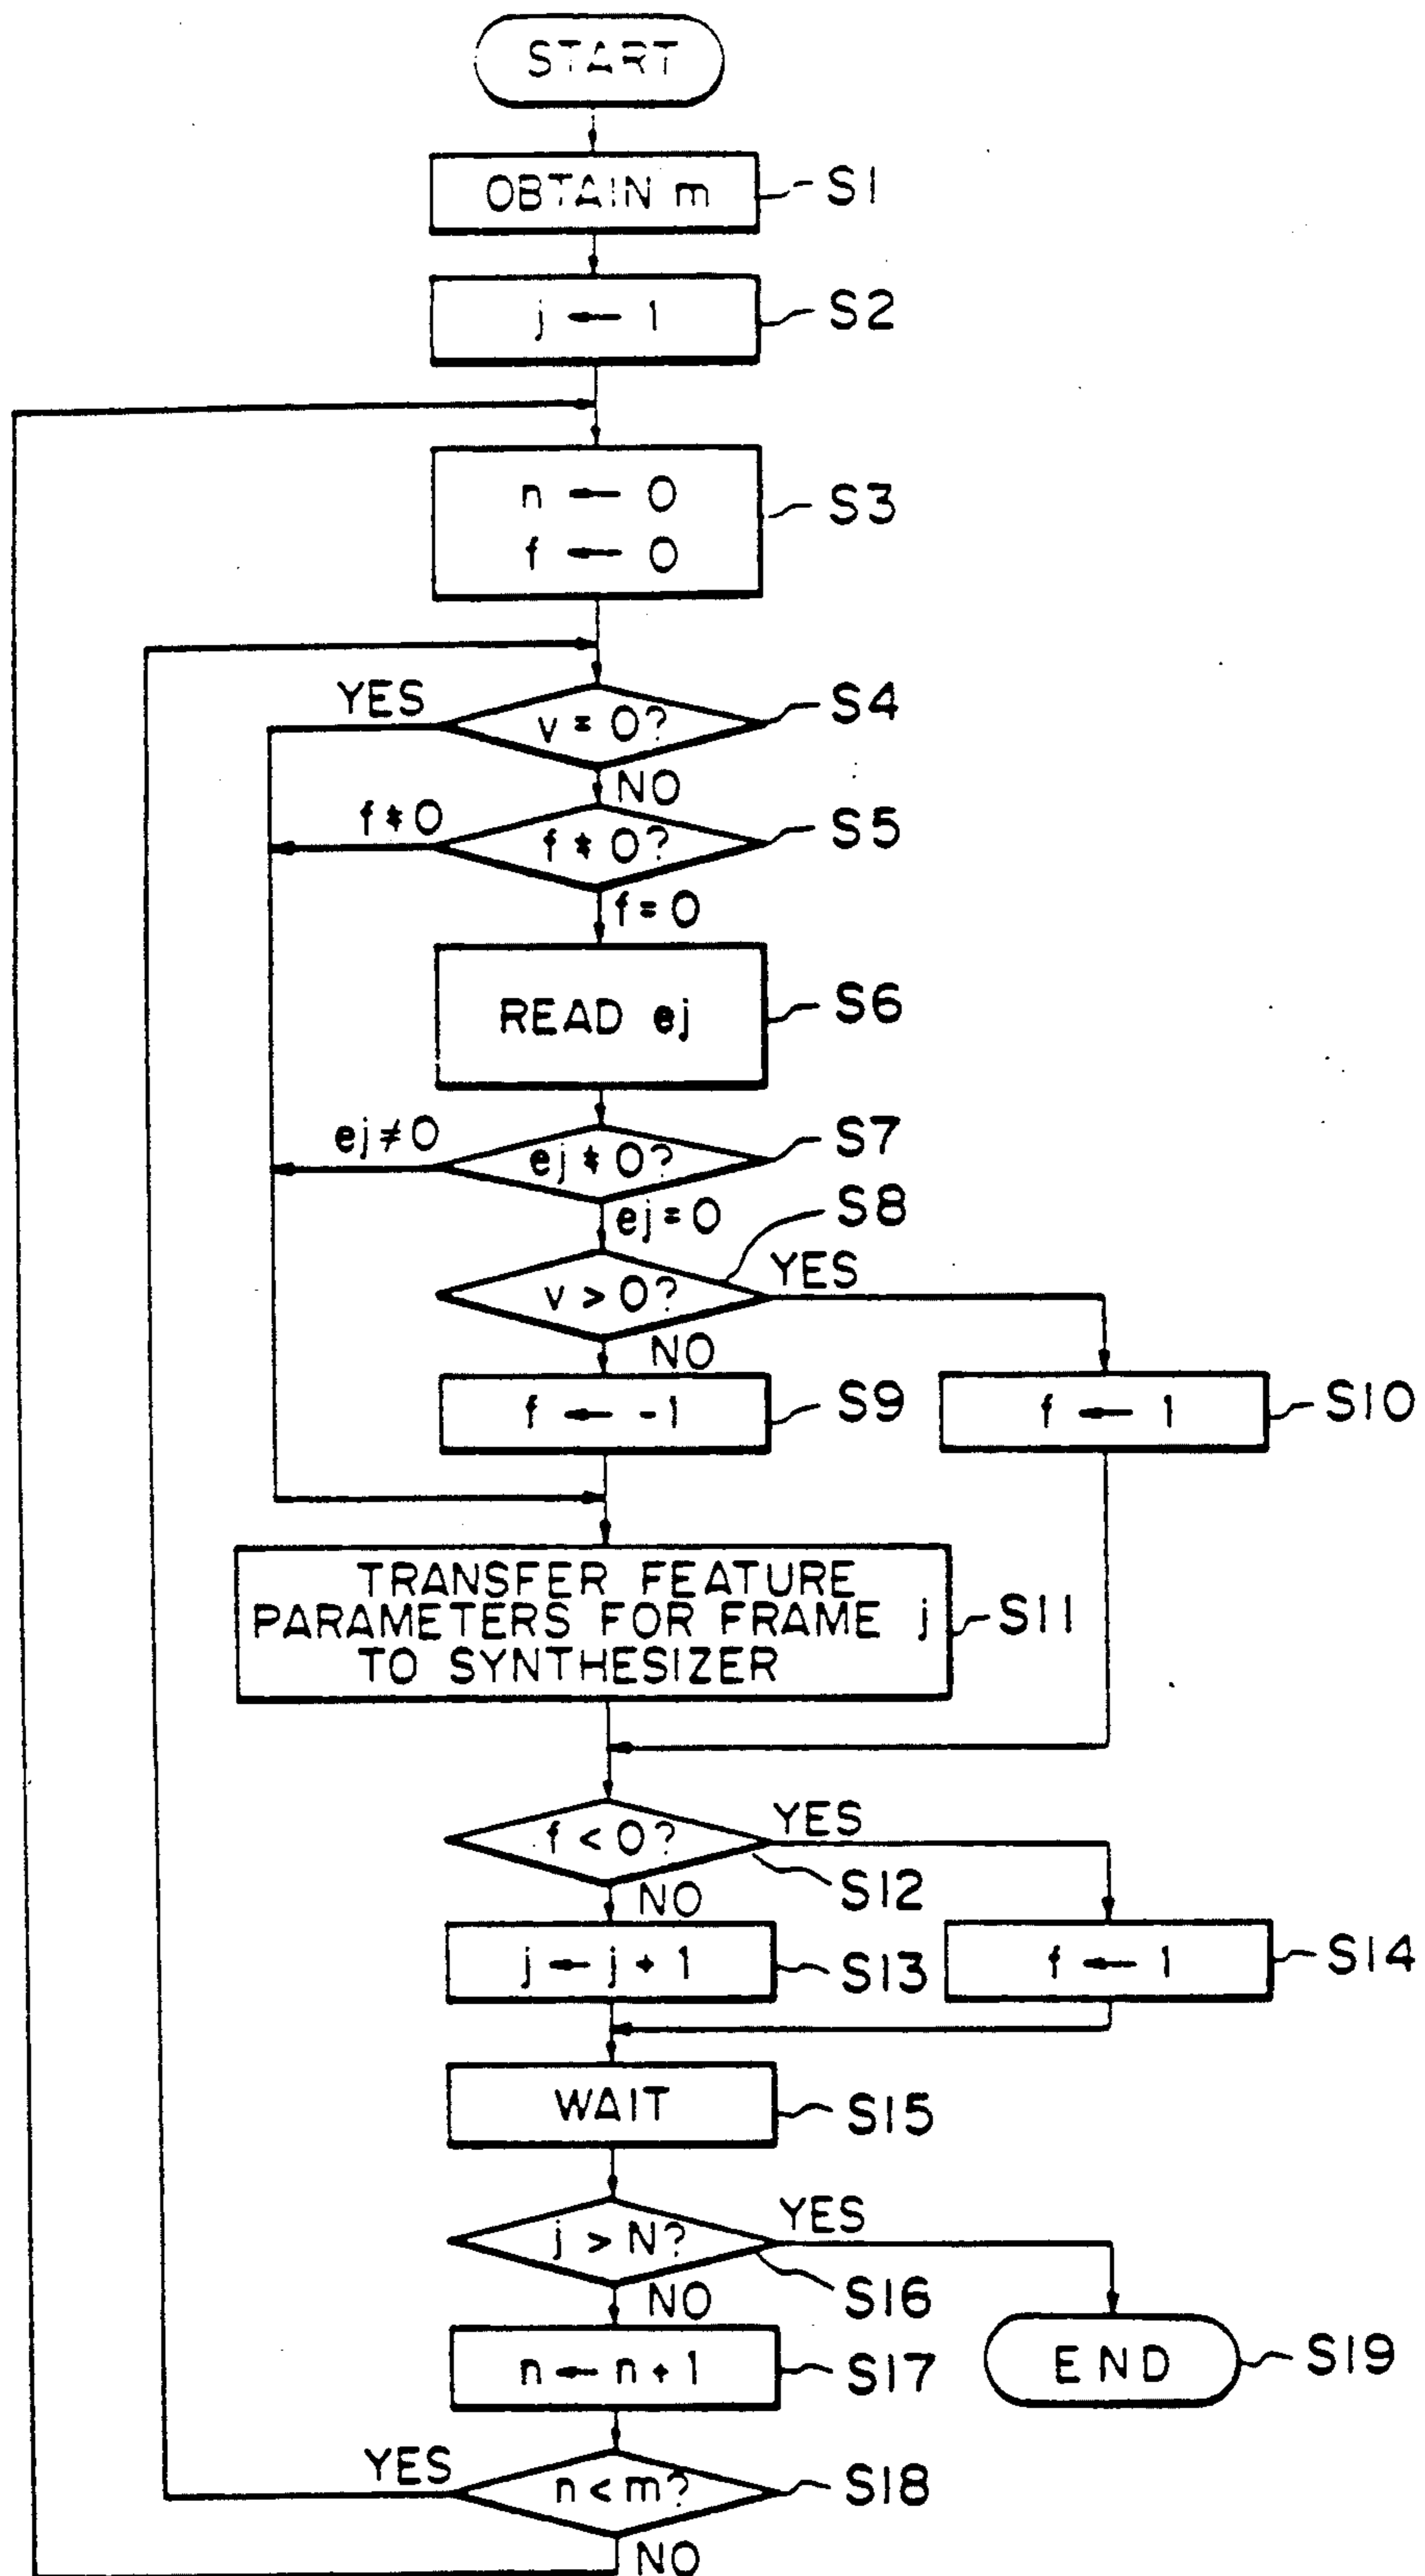 START
OBTAIN m
S1
j ← 1
S2
n ← 0
f ← 0
S3
YES
v = 0?
S4
NO
f ≠ 0
f ≠ 0?
S5
f = 0
READ ej
S6
ej ≠ 0
ej ≠ 0?
S7
ej = 0
S8
v > 0?
YES
NO
f ← -1
S9
f ← 1
S10
TRANSFER FEATURE
PARAMETERS FOR FRAME j
TO SYNTHESIZER
S11
f < 0?
YES
S12
NO
j ← j + 1
S13
f ← 1
S14
WAIT
S15
j > N?
YES
S16
NO
n ← n + 1
S17
END
S19
YES
n < m?
S18
NO